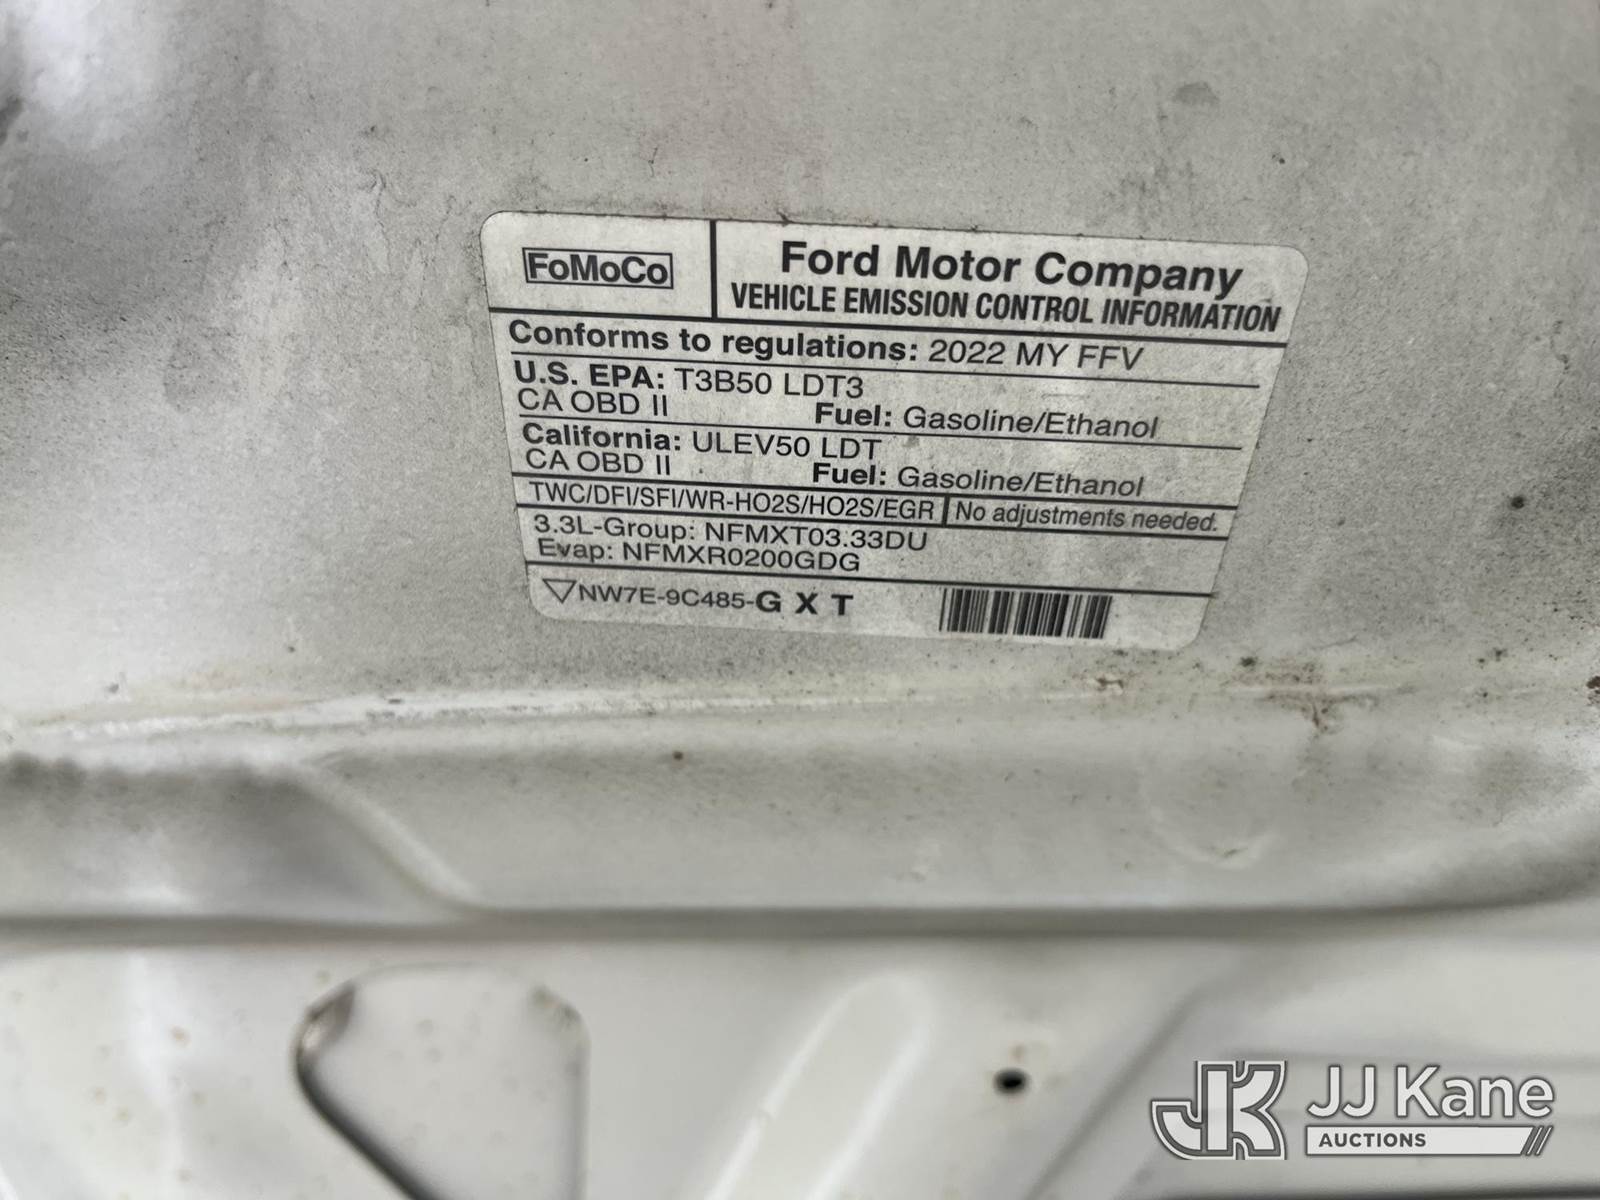 FoMoCo
Ford Motor Company
VEHICLE EMISSION CONTROL INFORMATION
Conforms to regulations: 2022 MY FFV
U.S. EPA: T3B50 LDT3
CA OBD II Fuel: Gasoline/Ethanol
California: ULEV50 LDT
CA OBD II Fuel: Gasoline/Ethanol
TWC/DFI/SFI/WR-HO2S/HO2S/EGR No adjustments needed.
3.3L-Group: NFMXT03.33DU
Evap: NFMXR0200GDG
NW7E-9C485-G X T
JK JJ Kane
AUCTIONS